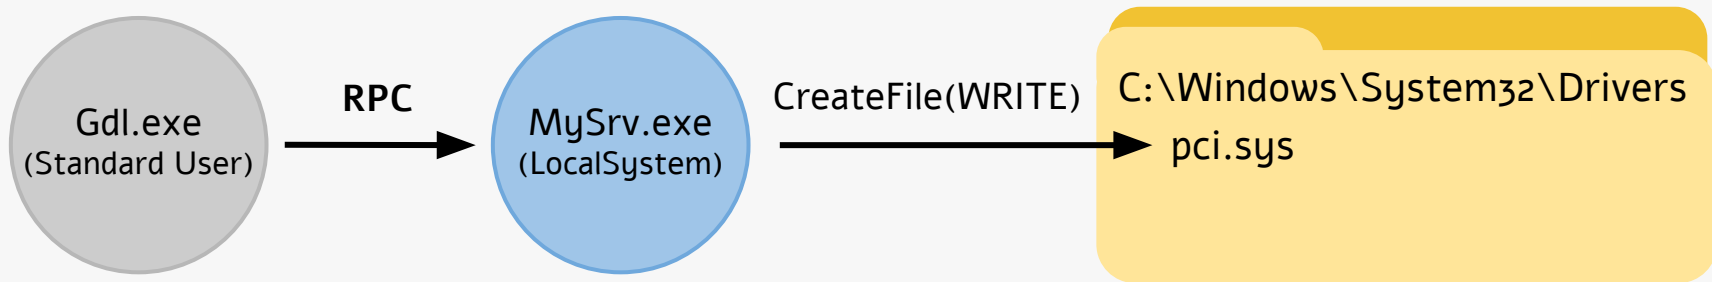 Gdl.exe
(Standard User)
RPC
MySrv.exe
(LocalSystem)
CreateFile(WRITE)
C:\Windows\System32\Drivers
pci.sys